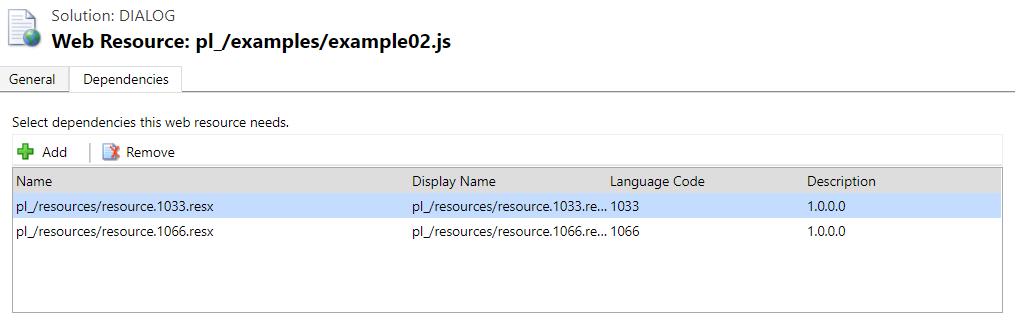 Solution: DIALOG
Web Resource: pl_/examples/example02.js
General Dependencies
Select dependencies this web resource needs.
Add Remove
Name Display Name Language Code Description
pl_/resources/resource.1033.resx pl_/resources/resource.1033.re... 1033 1.0.0.0
pl_/resources/resource.1066.resx pl_/resources/resource.1066.re... 1066 1.0.0.0